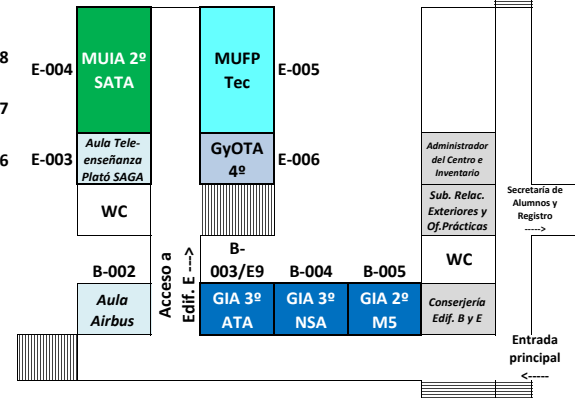 8
E-004
MUIA 2º
SATA
MUFP
Tec
E-005
7
6
E-003
Aula Tele-
enseñanza
Plató SAGA
GyOTA
4º
E-006
Administrador
del Centro e
Inventario
WC
Sub. Relac.
Exteriores y
Of.Prácticas
Secretaría de
Alumnos y
Registro
----->
B-002
Acceso a
Edif. E --->
B-
003/E9
B-004
B-005
WC
Aula
Airbus
GIA 3º
ATA
GIA 3º
NSA
GIA 2º
M5
Conserjería
Edif. B y E
Entrada
principal
<-----